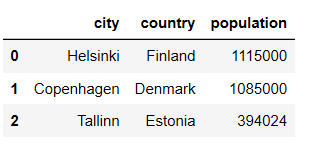 city country population
0 Helsinki Finland 1115000
1 Copenhagen Denmark 1085000
2 Tallinn Estonia 394024